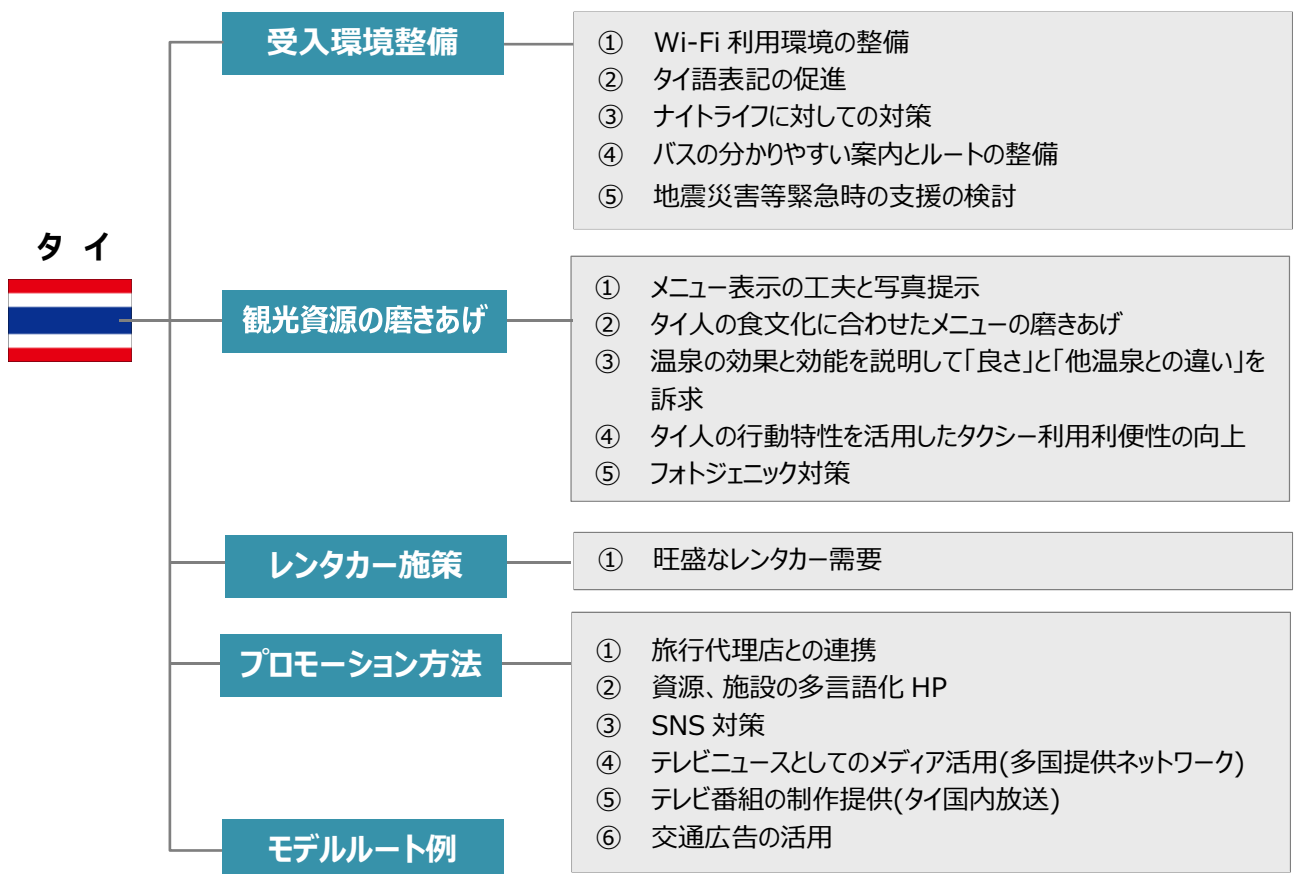 タイ
受入環境整備
① Wi-Fi 利用環境の整備
② タイ語表記の促進
③ ナイトライフに対しての対策
④ バスの分かりやすい案内とルートの整備
⑤ 地震災害等緊急時の支援の検討
観光資源の磨きあげ
① メニュー表示の工夫と写真提示
② タイ人の食文化に合わせたメニューの磨きあげ
③ 温泉の効果と効能を説明して「良さ」と「他温泉との違い」を
訴求
④ タイ人の行動特性を活用したタクシー利用利便性の向上
⑤ フォトジェニック対策
レンタカー施策
① 旺盛なレンタカー需要
プロモーション方法
① 旅行代理店との連携
② 資源、施設の多言語化 HP
③ SNS 対策
④ テレビニュースとしてのメディア活用(多国提供ネットワーク)
⑤ テレビ番組の制作提供(タイ国内放送)
⑥ 交通広告の活用
モデルルート例